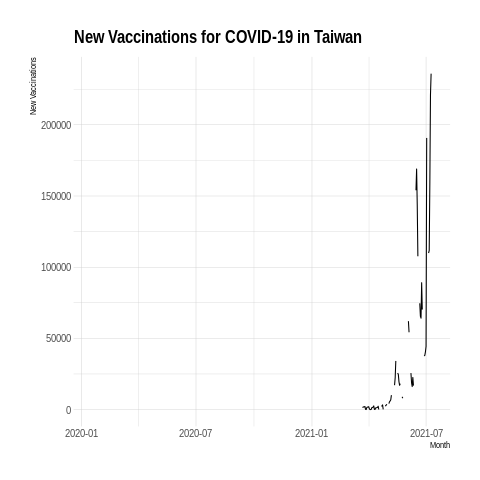 New Vaccinations for COVID-19 in Taiwan
New Vaccinations
200000
150000
100000
50000
0
2020-01 2020-07 2021-01 2021-07
Month